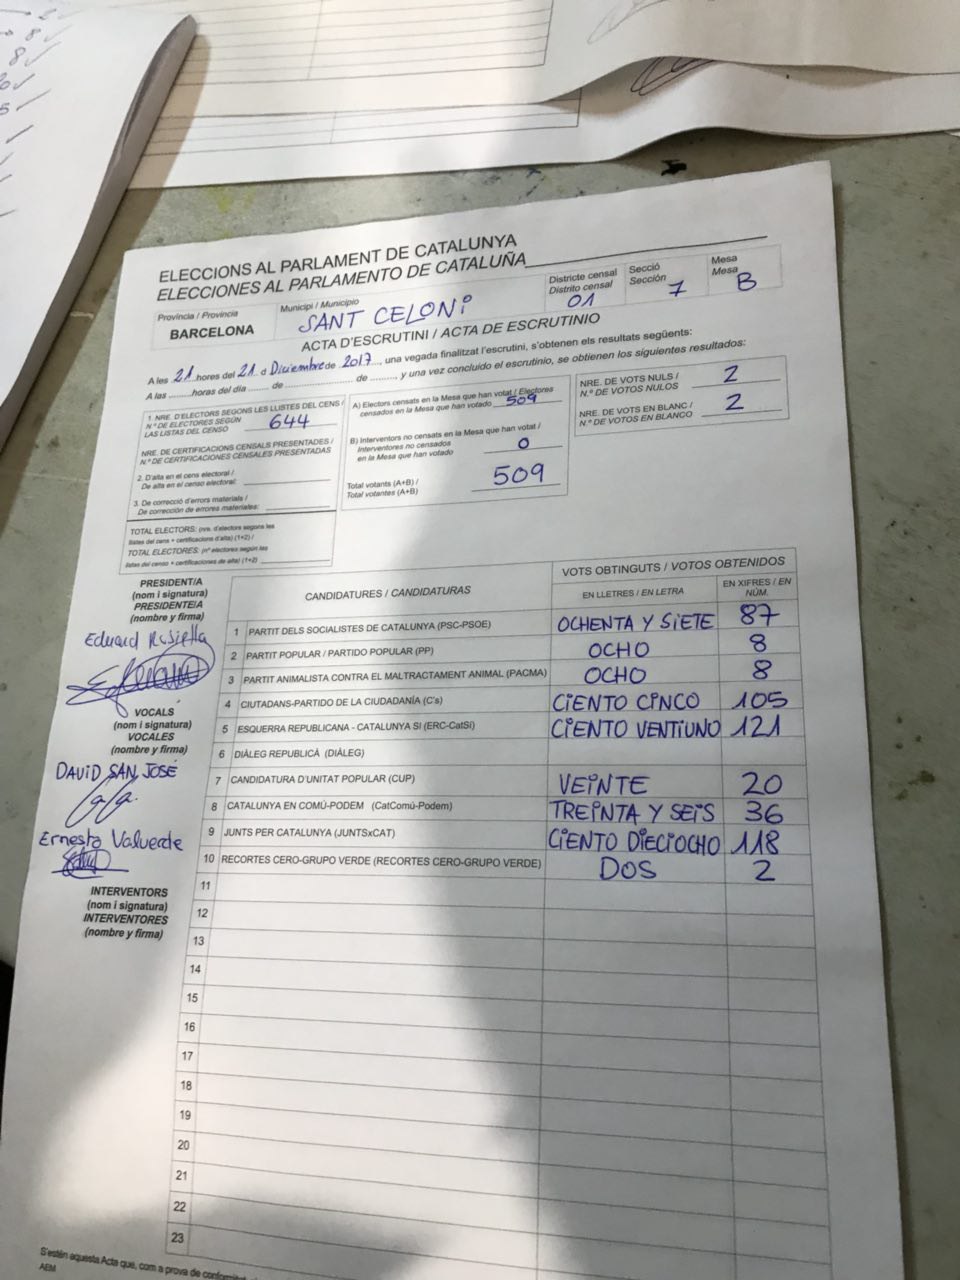 2
8
8
20
5
ELECCIONS AL PARLAMENT DE CATALUNYA
ELECCIONES AL PARLAMENTO DE CATALUÑA
Província / Provincia
BARCELONA
Municipi / Municipio
SANT CELONI
Districte censal
Distrito censal
01
Secció
Sección
7
Mesa
Mesa
B
ACTA D'ESCRUTINI / ACTA DE ESCRUTINIO
A les 21 hores del 21 d Diciembre de 2017, una vegada finalitzat l'escrutini, s'obtenen els resultats següents:
A las ........horas del día ....... de ........................ de ........, y una vez concluido el escrutinio, se obtienen los siguientes resultados:
1. NRE. D'ELECTORS SEGONS LES LLISTES DEL CENS /
N.º DE ELECTORES SEGÚN
LAS LISTAS DEL CENSO
644
NRE. DE CERTIFICACIONS CENSALS PRESENTADES /
N.º DE CERTIFICACIONES CENSALES PRESENTADAS
2. D'alta en el cens electoral /
De alta en el censo electoral:
3. De correcció d'errors materials /
De corrección de errores materiales:
TOTAL ELECTORS: (nre. d'electors segons les
llistes del cens + certificacions d'alta) (1+2) /
TOTAL ELECTORES: (nº electores según las
listas del censo + certificaciones de alta) (1+2)
A) Electors censats en la Mesa que han votat / Electores
censados en la Mesa que han votado
509
B) Interventors no censats en la Mesa que han votat /
Interventores no censados
en la Mesa que han votado
0
Total votants (A+B) /
Total votantes (A+B)
509
NRE. DE VOTS NULS /
N.º DE VOTOS NULOS
2
NRE. DE VOTS EN BLANC /
N.º DE VOTOS EN BLANCO
2
PRESIDENT/A
(nom i signatura)
PRESIDENTE/A
(nombre y firma)
Eduard
VOCALS
(nom i signatura)
VOCALES
(nombre y firma)
DAVID SAN JOSÉ
Ernesto Valverde
INTERVENTORS
(nom i signatura)
INTERVENTORES
(nombre y firma)
CANDIDATURES / CANDIDATURAS
VOTS OBTINGUTS / VOTOS OBTENIDOS
EN LLETRES / EN LETRA
EN XIFRES / EN NÚM.
1 PARTIT DELS SOCIALISTES DE CATALUNYA (PSC-PSOE) OCHENTA Y SIETE 87
2 PARTIT POPULAR / PARTIDO POPULAR (PP) OCHO 8
3 PARTIT ANIMALISTA CONTRA EL MALTRACTAMENT ANIMAL (PACMA) OCHO 8
4 CIUTADANS-PARTIDO DE LA CIUDADANÍA (C's) CIENTO CINCO 105
5 ESQUERRA REPUBLICANA - CATALUNYA SÍ (ERC-CatSí) CIENTO VENTIUNO 121
6 DIÀLEG REPUBLICÀ (DIÀLEG)
7 CANDIDATURA D'UNITAT POPULAR (CUP) VEINTE 20
8 CATALUNYA EN COMÚ-PODEM (CatComú-Podem) TREINTA Y SEIS 36
9 JUNTS PER CATALUNYA (JUNTSxCAT) CIENTO DIECIOCHO 118
10 RECORTES CERO-GRUPO VERDE (RECORTES CERO-GRUPO VERDE) DOS 2
11
12
13
14
15
16
17
18
19
20
21
22
23
S'estén aquesta Acta que, com a prova de
AEM